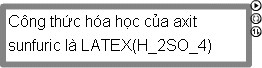 Công thức hóa học của axit
sunfuric là LATEX(H_2SO_4)